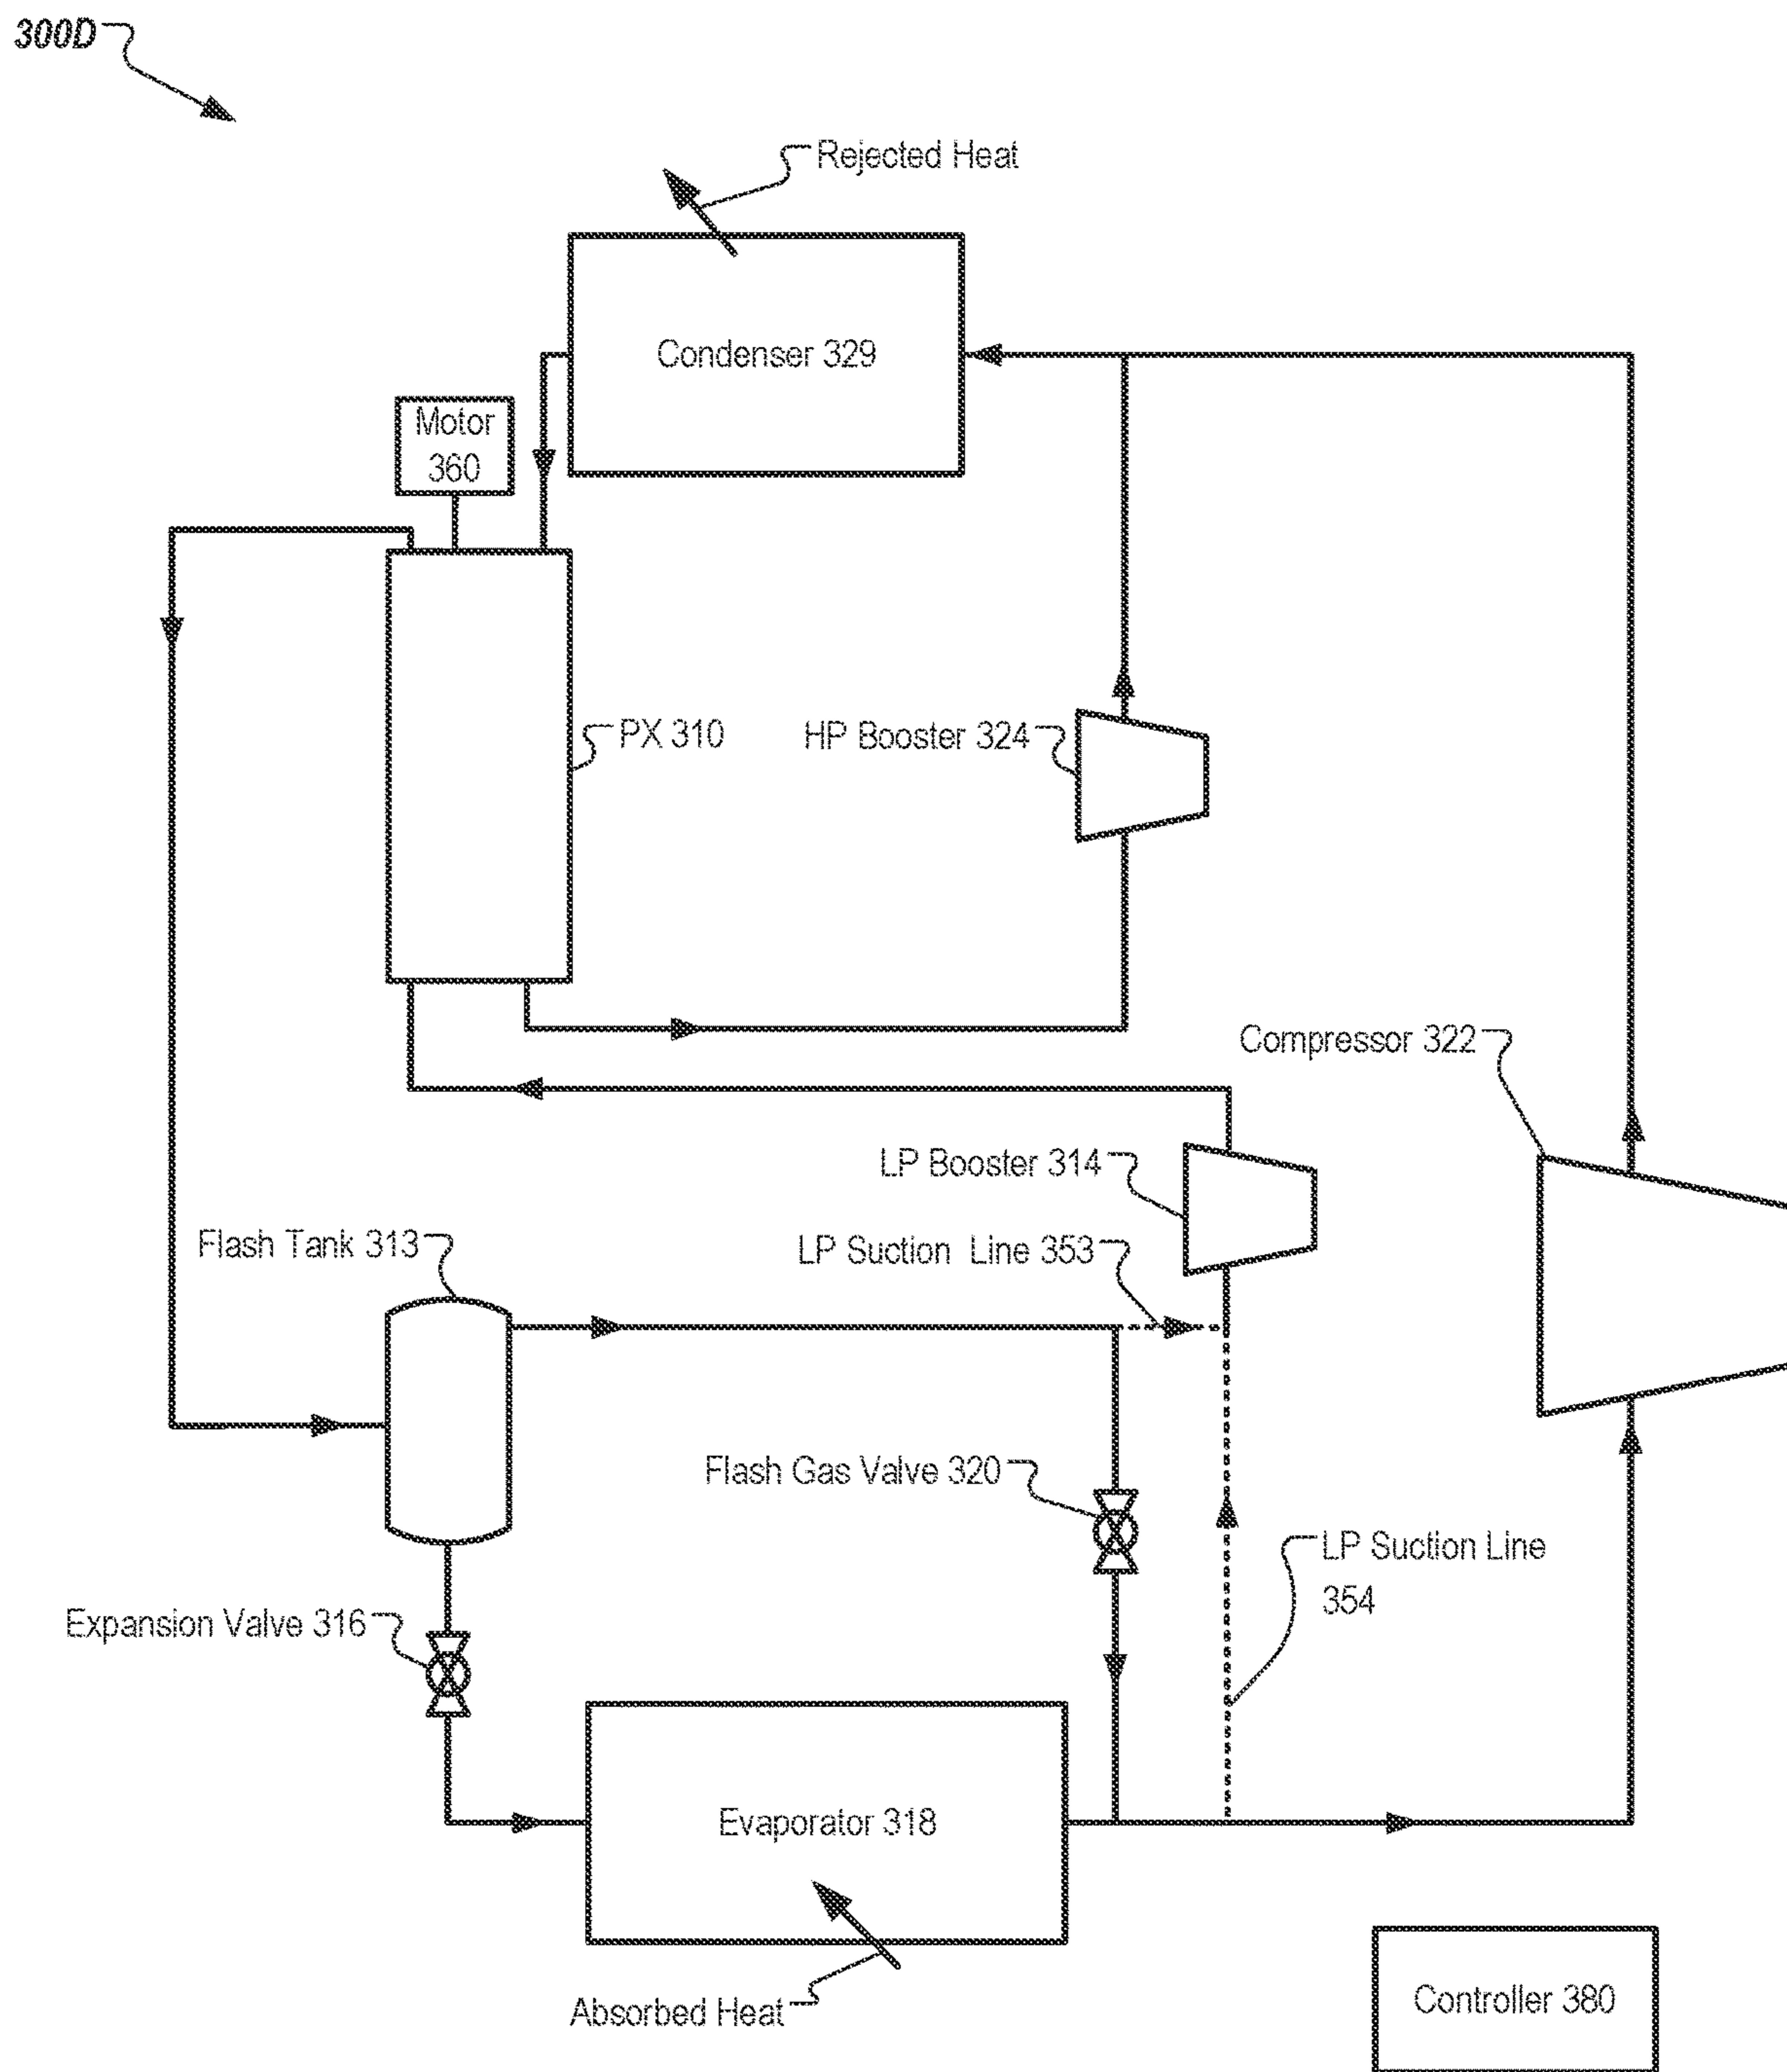 300D
Rejected Heat
Condenser 329
Motor
360
PX 310
HP Booster 324
Compressor 322
LP Booster 314
Flash Tank 313
LP Suction Line 353
Flash Gas Valve 320
LP Suction Line
354
Expansion Valve 316
Evaporator 318
Absorbed Heat
Controller 380